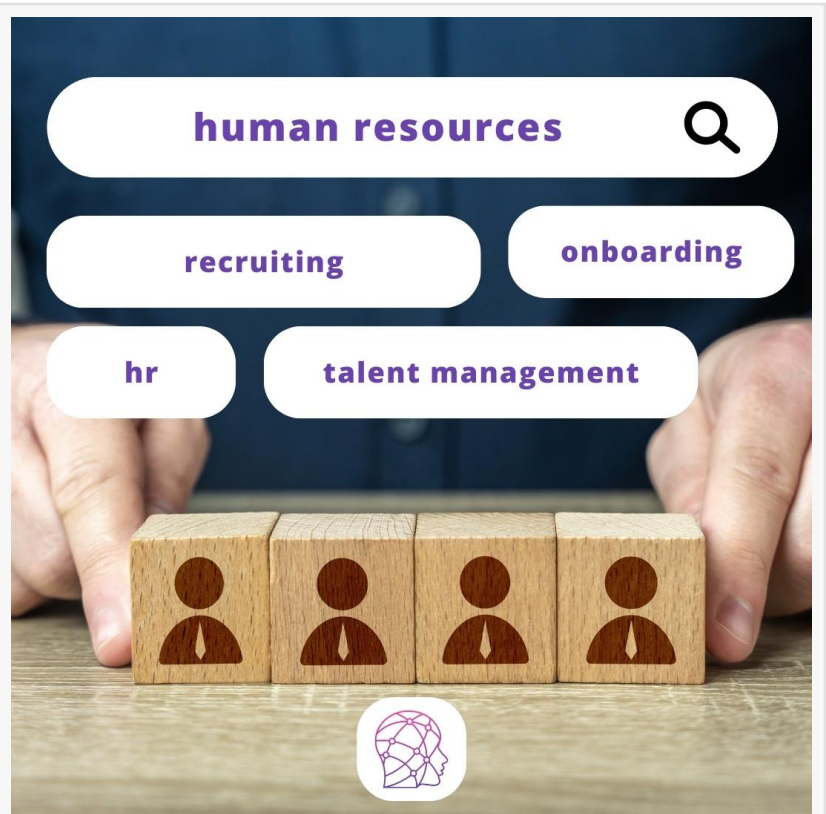 human resources
recruiting
onboarding
hr
talent management